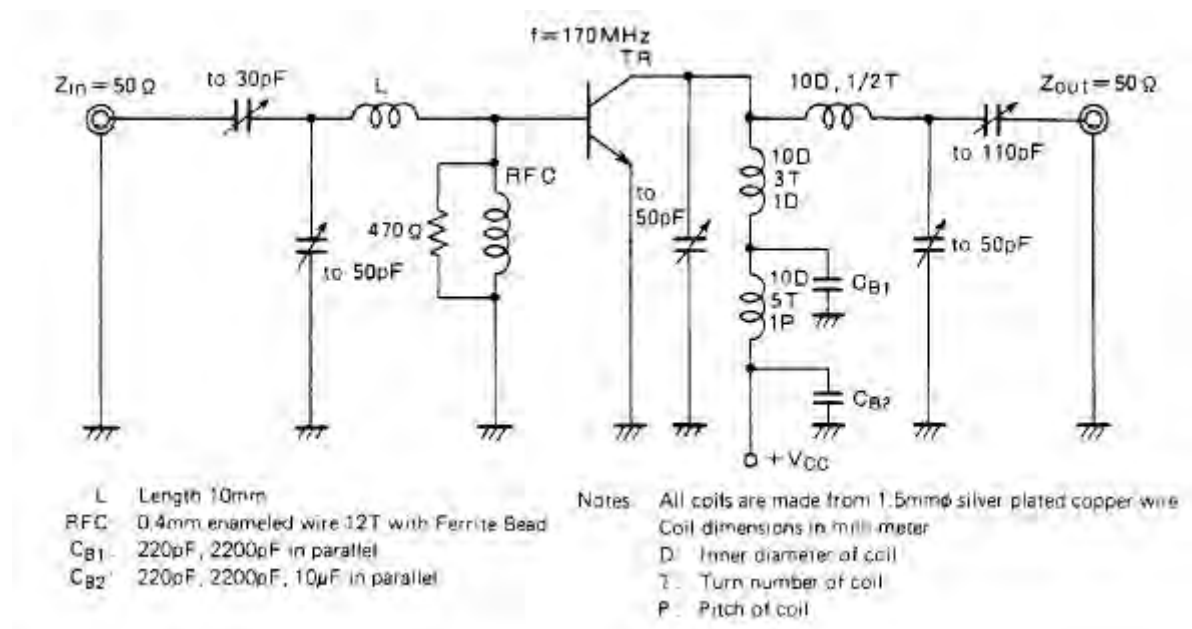 f=170MHz
TR
Zin=50Ω
to 30pF
L
10D, 1/2T
Zout=50Ω
to 110pF
RFC
10D
3T
1D
to
50pF
470Ω
to 50pF
to 50pF
10D
5T
1P
CB1
CB2
+VCC
L Length 10mm
RFC 0.4mm enameled wire 12T with Ferrite Bead
CB1 220pF, 2200pF in parallel
CB2 220pF, 2200pF, 10μF in parallel
Notes All coils are made from 1.5mmφ silver plated copper wire
Coil dimensions in milli-meter
D: Inner diameter of coil
T: Turn number of coil
P: Pitch of coil